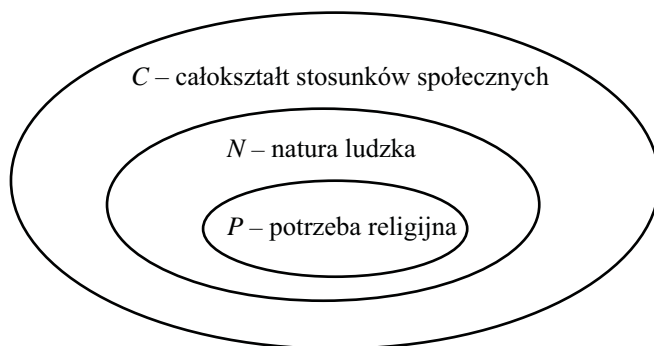 C – całokształt stosunków społecznych
N – natura ludzka
P – potrzeba religijna